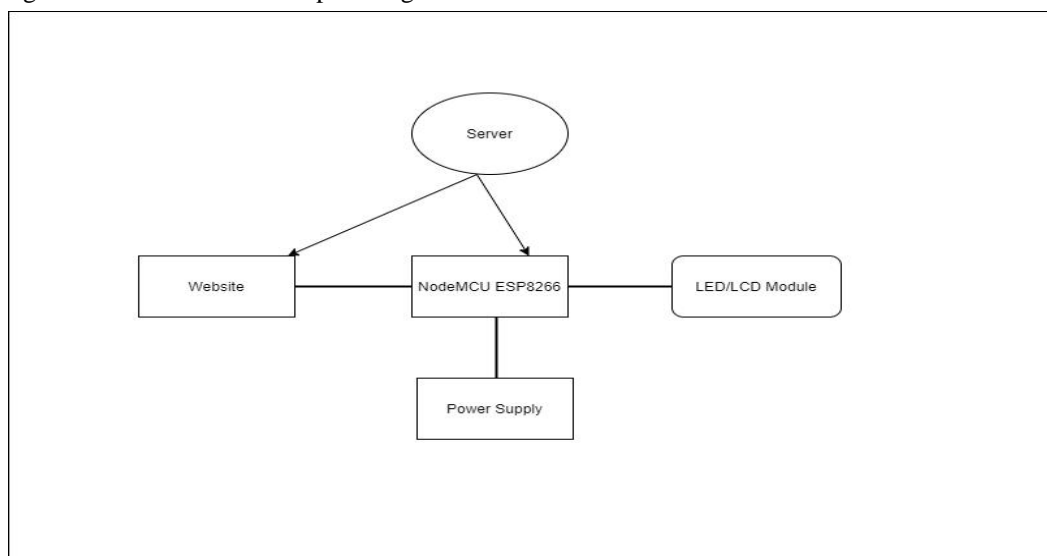 Server
Website
NodeMCU ESP8266
LED/LCD Module
Power Supply